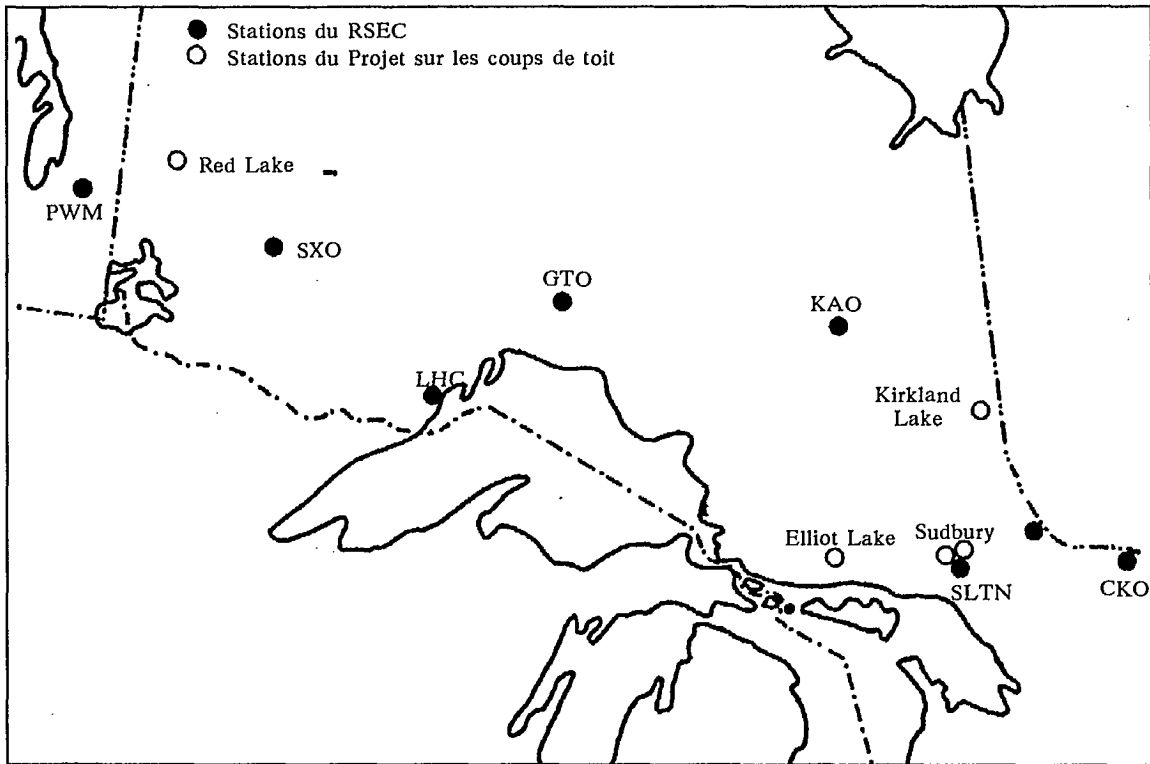 Stations du RSEC
Stations du Projet sur les coups de toit
Red Lake
PWM
SXO
GTO
KAO
LHC
Kirkland
Lake
Elliot Lake
Sudbury
SLTN
CKO